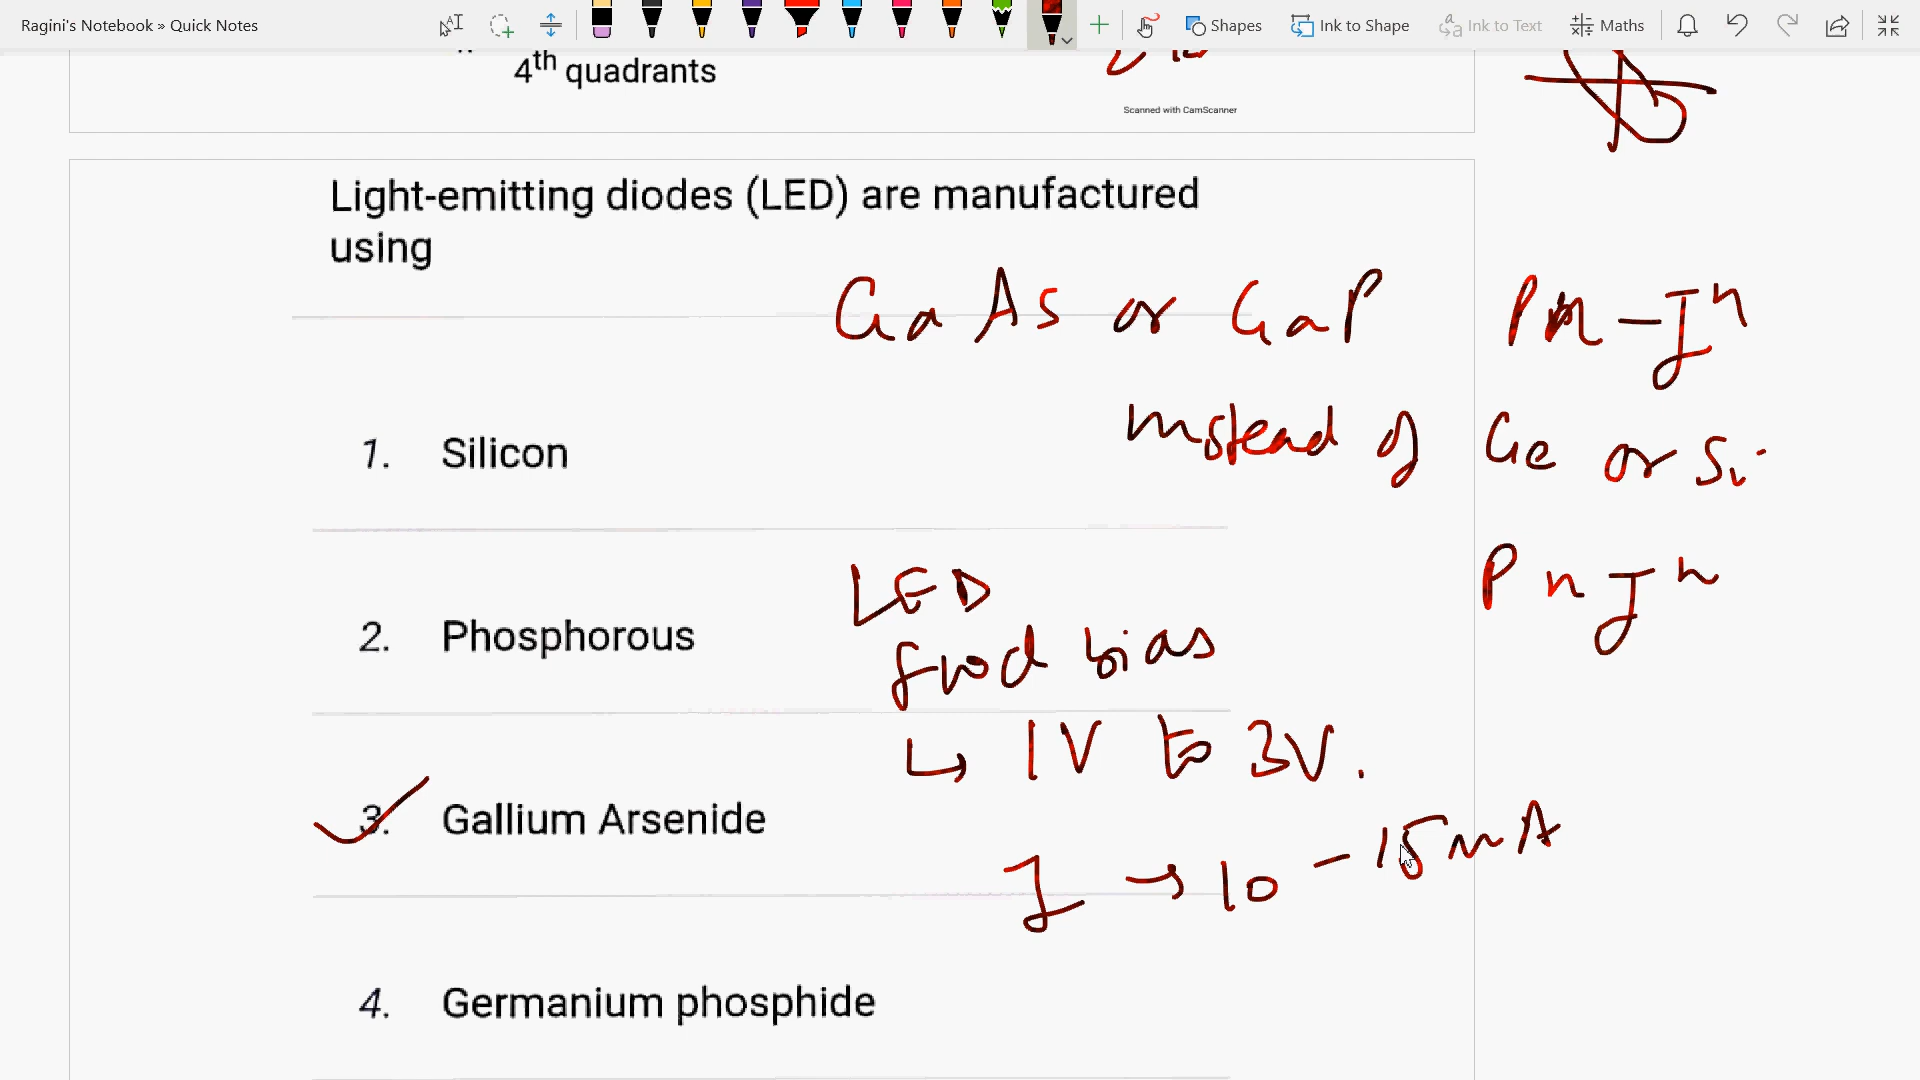 Ragini's Notebook » Quick Notes
Shapes Ink to Shape Ink to Text Maths
4th quadrants
Scanned with CamScanner
Light-emitting diodes (LED) are manufactured
using
GaAs or GaP Pn-Jn
instead of Ge or Si
1. Silicon
LED PnJn
2. Phosphorous
fwd bias
↳ 1V to 3V.
3. Gallium Arsenide
I → 10 - 15mA
4. Germanium phosphide